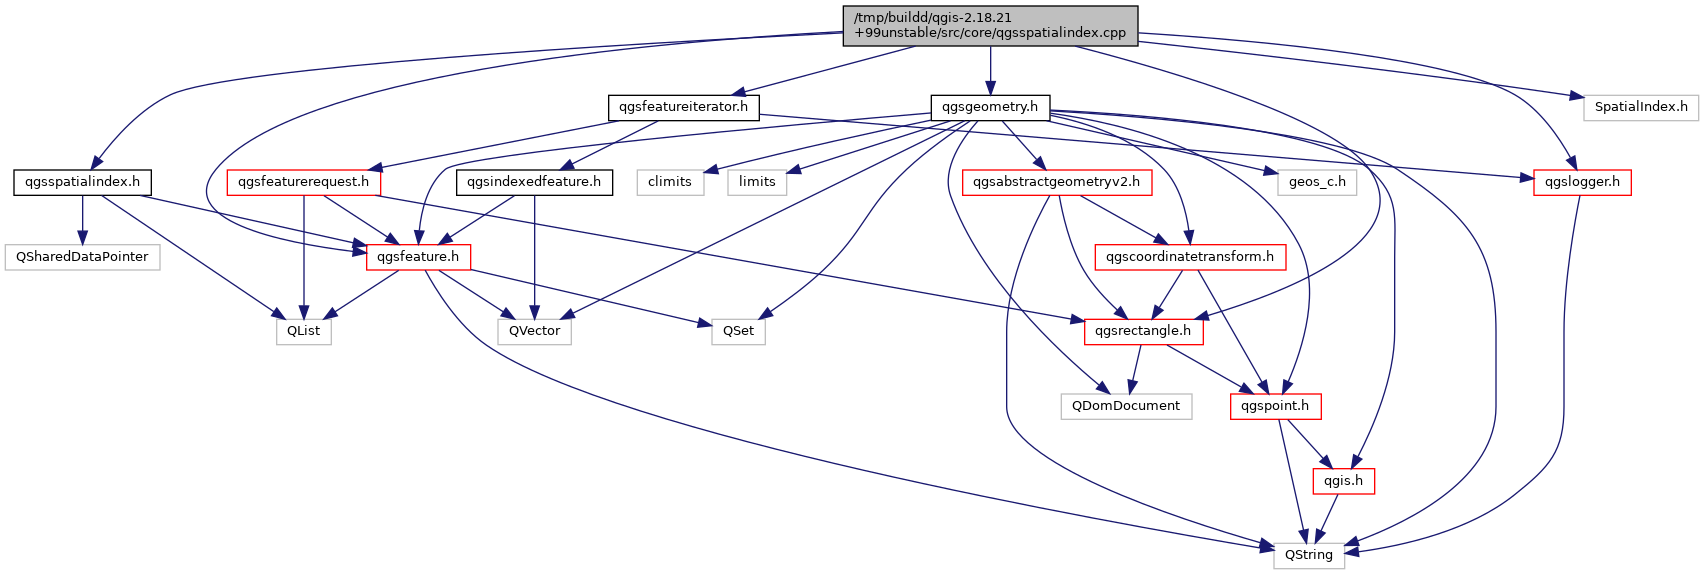 /tmp/buildd/qgis-2.18.21
+99unstable/src/core/qgsspatialindex.cpp
qgsfeatureiterator.h
qgsgeometry.h
SpatialIndex.h
qgsspatialindex.h
qgsfeaturerequest.h
qgsindexedfeature.h
climits
limits
qgsabstractgeometryv2.h
geos_c.h
qgslogger.h
QSharedDataPointer
qgsfeature.h
qgscoordinatetransform.h
QList
QVector
QSet
qgsrectangle.h
QDomDocument
qgspoint.h
qgis.h
QString